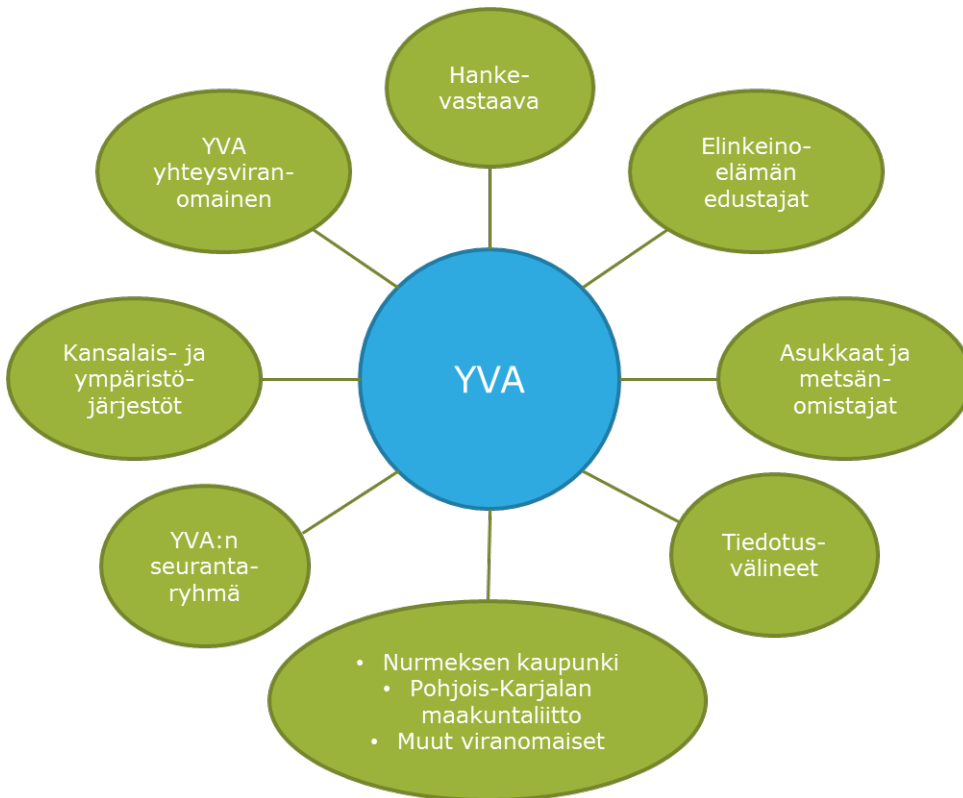 Hanke-
vastaava
YVA
yhteysviran-
omainen
Elinkeino-
elämän
edustajat
Kansalais- ja
ympäristö-
järjestöt
YVA
Asukkaat ja
metsän-
omistajat
YVA:n
seuranta-
ryhmä
Tiedotus-
välineet
• Nurmeksen kaupunki
• Pohjois-Karjalan
maakuntaliitto
• Muut viranomaiset